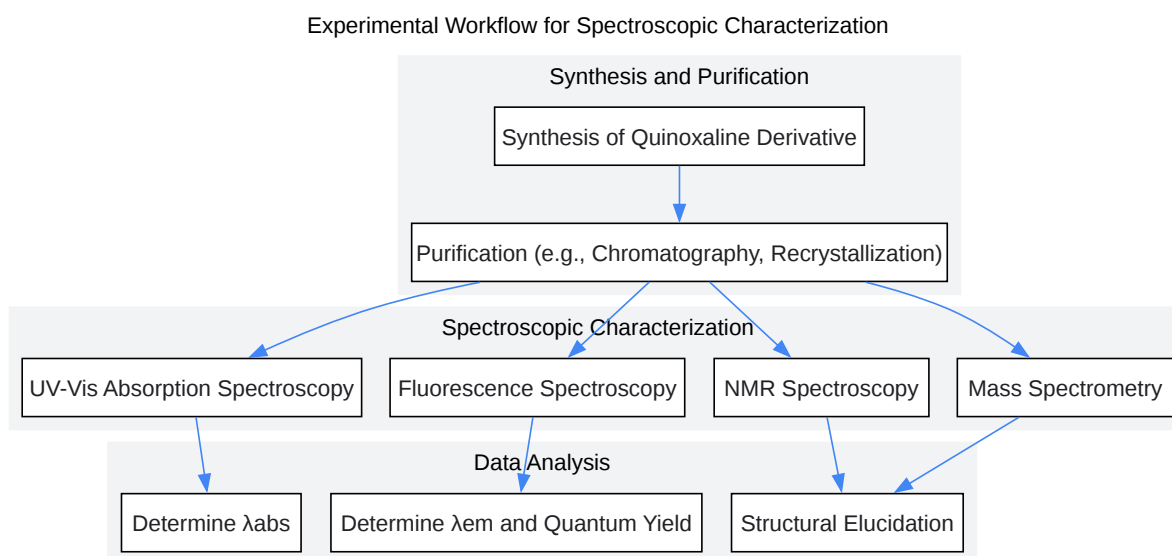 Experimental Workflow for Spectroscopic Characterization
Synthesis and Purification
Synthesis of Quinoxaline Derivative
Purification (e.g., Chromatography, Recrystallization)
Spectroscopic Characterization
UV-Vis Absorption Spectroscopy
Fluorescence Spectroscopy
NMR Spectroscopy
Mass Spectrometry
Data Analysis
Determine λabs
Determine λem and Quantum Yield
Structural Elucidation